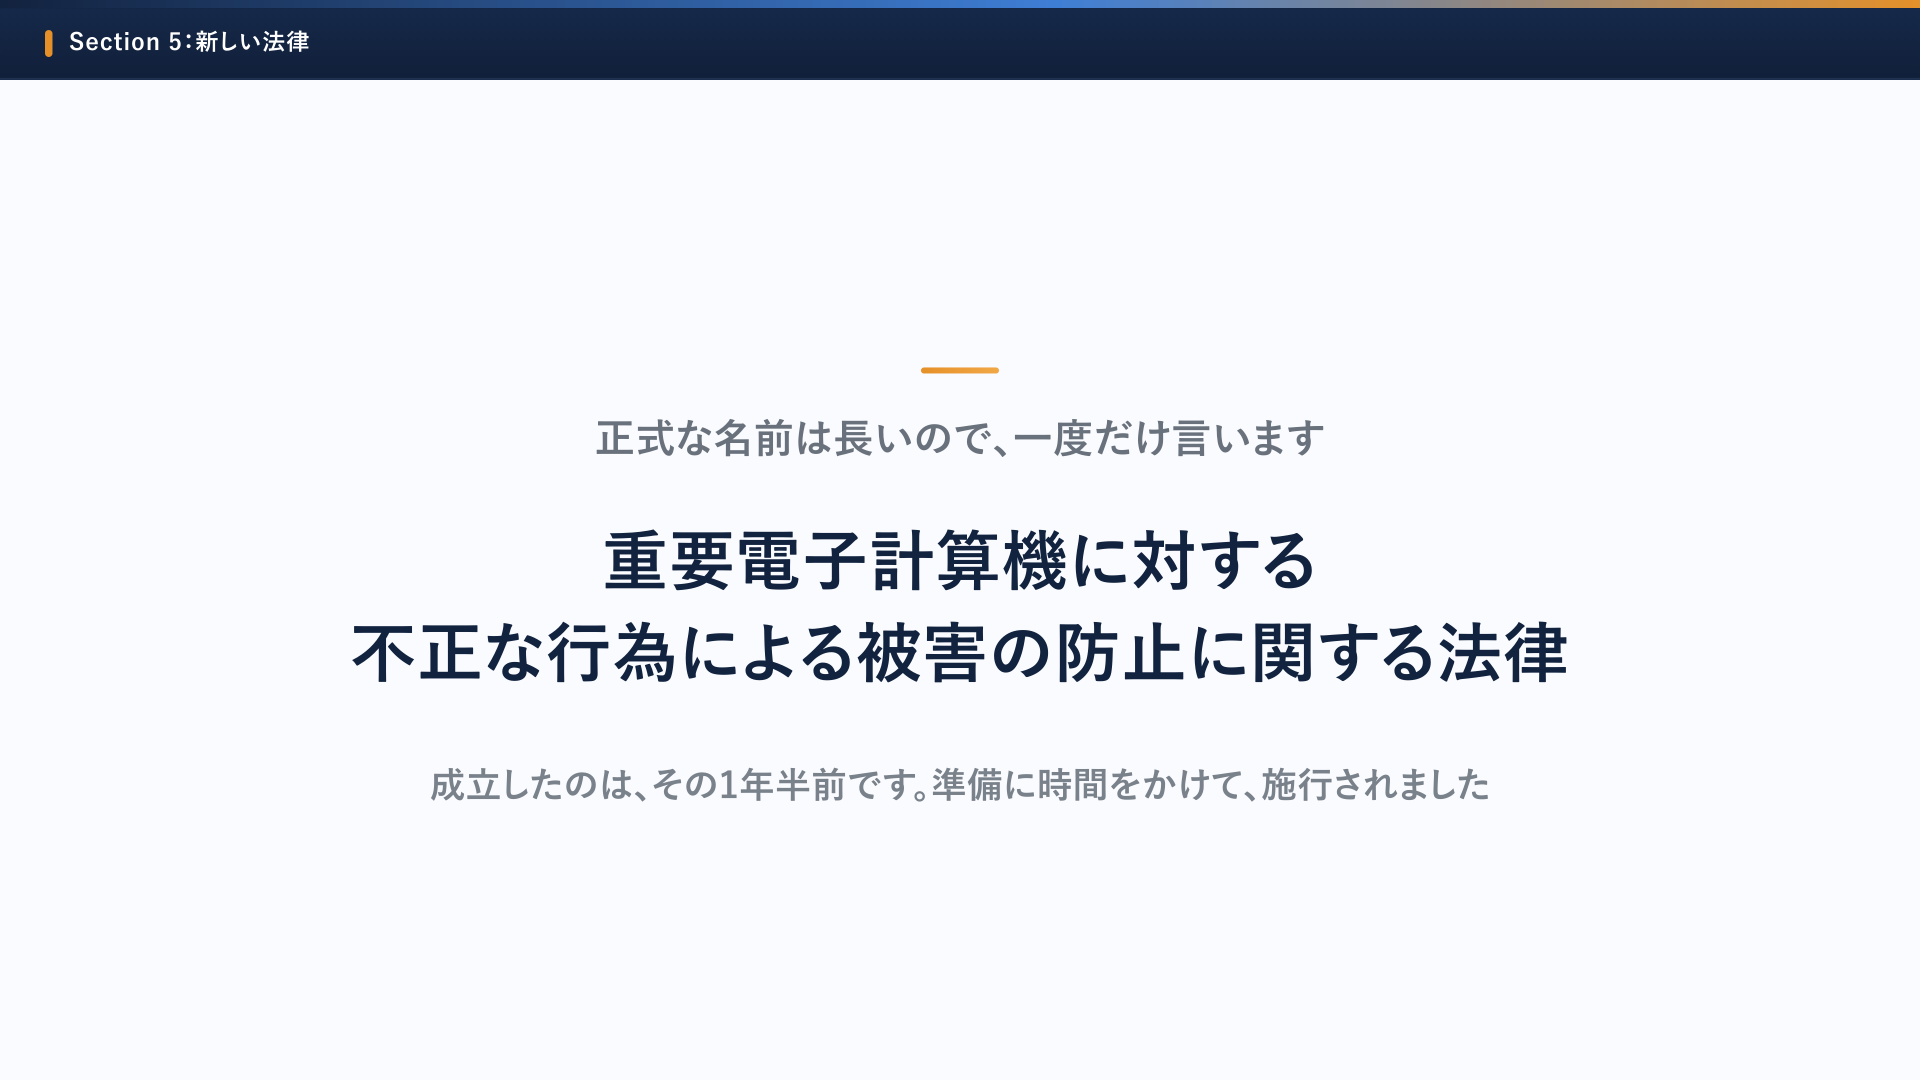 Section 5：新しい法律
正式な名前は長いので、一度だけ言います
重要電子計算機に対する
不正な行為による被害の防止に関する法律
成立したのは、その1年半前です。準備に時間をかけて、施行されました